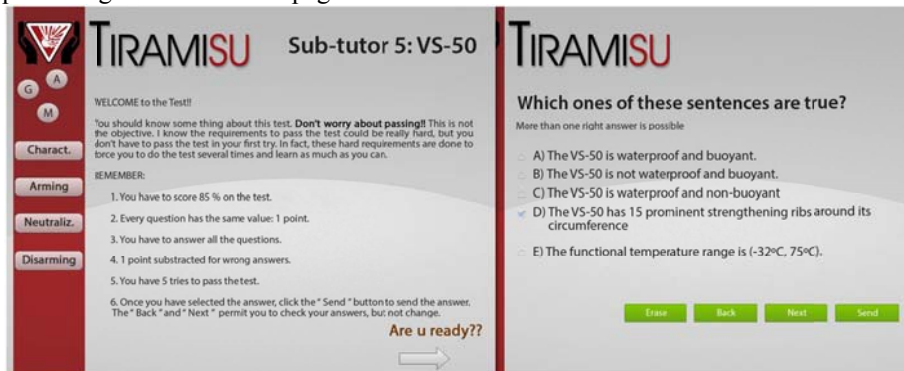 TIRAMISU
Sub-tutor 5: VS-50
G
A
M
Charact.
Arming
Neutraliz.
Disarming
WELCOME to the Test!!
You should know some thing about this test. Don't worry about passing!! This is not
the objective. I know the requirements to pass the test could be really hard, but you
don't have to pass the test in your first try. In fact, these hard requirements are done to
force you to do the test several times and learn as much as you can.
REMEMBER:
1. You have to score 85 % on the test.
2. Every question has the same value: 1 point.
3. You have to answer all the questions.
4. 1 point substracted for wrong answers.
5. You have 5 tries to pass the test.
6. Once you have selected the answer, click the " Send " button to send the answer.
The " Back " and " Next " permit you to check your answers, but not change.
Are u ready??
TIRAMISU
Which ones of these sentences are true?
More than one right answer is possible
A) The VS-50 is waterproof and buoyant.
B) The VS-50 is not waterproof and buoyant.
C) The VS-50 is waterproof and non-buoyant
D) The VS-50 has 15 prominent strengthening ribs around its
circumference
E) The functional temperature range is (-32ºC, 75ºC).
Erase
Back
Next
Send